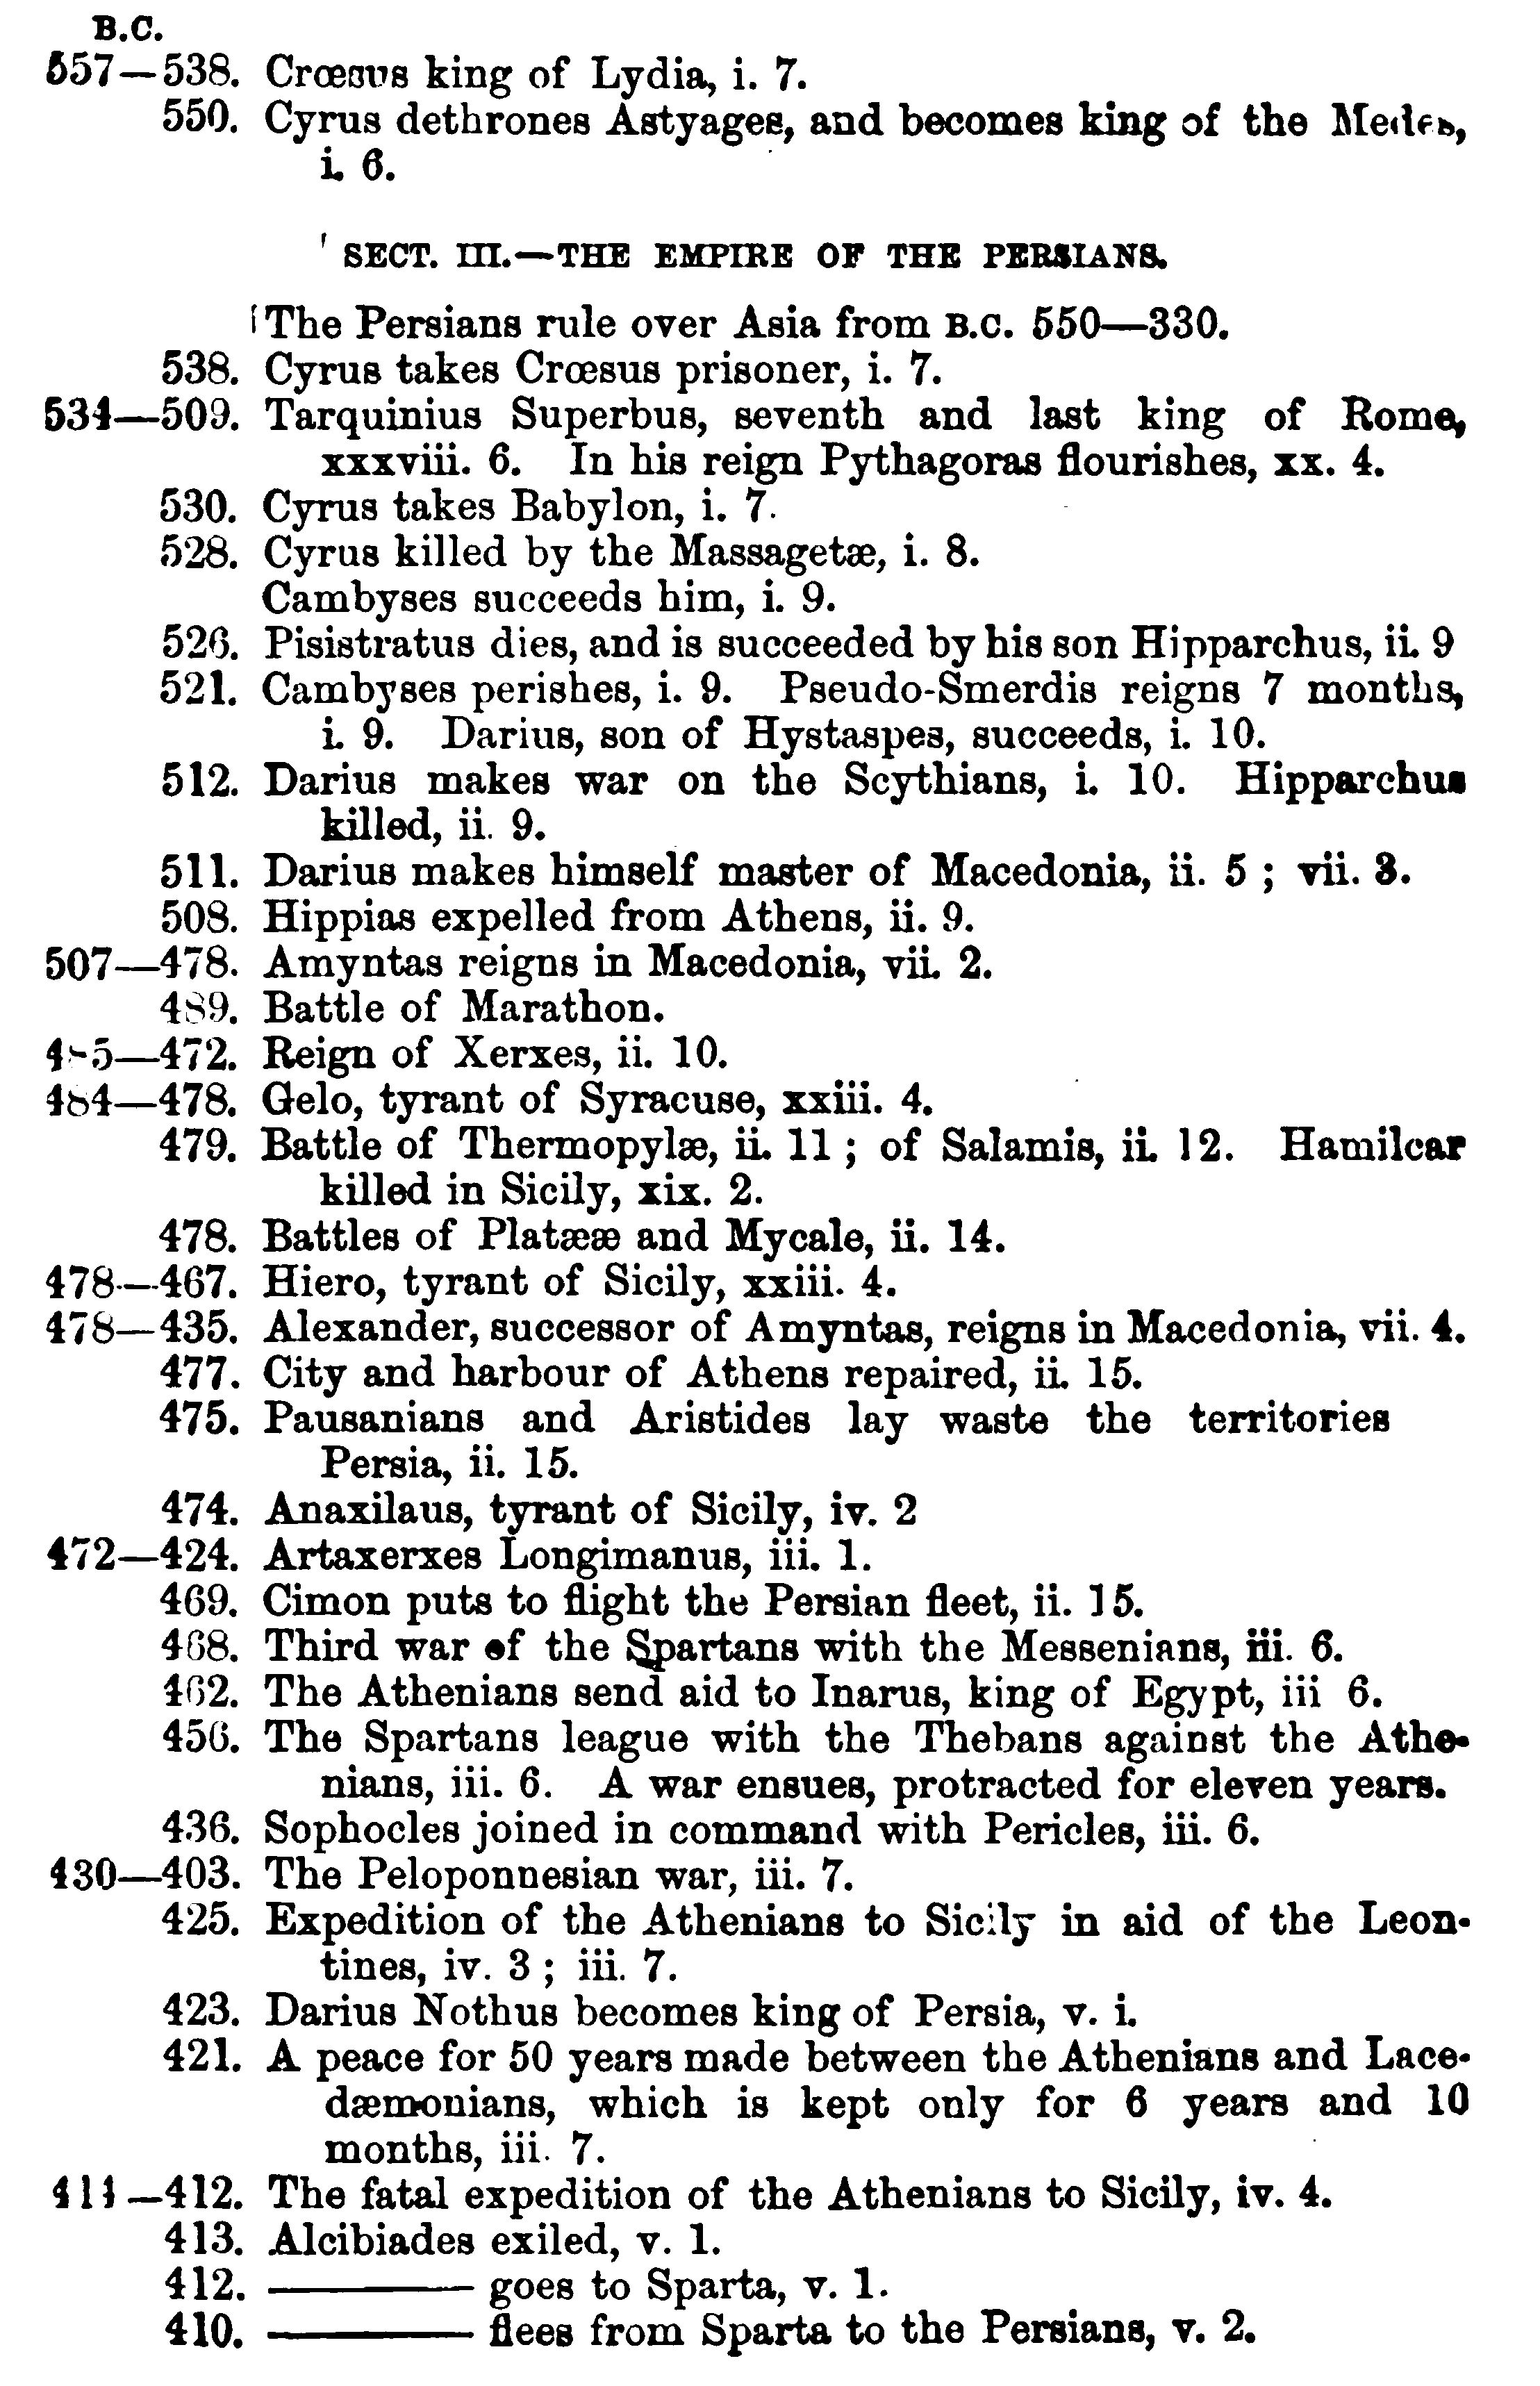 B.C.
557—538. Crœsus king of Lydia, i. 7.
550. Cyrus dethrones Astyages, and becomes king of the Medes,
i. 6.
SECT. III.—THE EMPIRE OF THE PERSIANS.
The Persians rule over Asia from B.C. 550—330.
538. Cyrus takes Crœsus prisoner, i. 7.
534—509. Tarquinius Superbus, seventh and last king of Rome,
xxxviii. 6. In his reign Pythagoras flourishes, xx. 4.
530. Cyrus takes Babylon, i. 7.
528. Cyrus killed by the Massagetæ, i. 8.
Cambyses succeeds him, i. 9.
526. Pisistratus dies, and is succeeded by his son Hipparchus, ii. 9
521. Cambyses perishes, i. 9. Pseudo-Smerdis reigns 7 months,
i. 9. Darius, son of Hystaspes, succeeds, i. 10.
512. Darius makes war on the Scythians, i. 10. Hipparchus
killed, ii. 9.
511. Darius makes himself master of Macedonia, ii. 5 ; vii. 3.
508. Hippias expelled from Athens, ii. 9.
507—478. Amyntas reigns in Macedonia, vii. 2.
489. Battle of Marathon.
485—472. Reign of Xerxes, ii. 10.
484—478. Gelo, tyrant of Syracuse, xxiii. 4.
479. Battle of Thermopylæ, ii. 11 ; of Salamis, ii. 12. Hamilcar
killed in Sicily, xix. 2.
478. Battles of Platææ and Mycale, ii. 14.
478—467. Hiero, tyrant of Sicily, xxiii. 4.
478—435. Alexander, successor of Amyntas, reigns in Macedonia, vii. 4.
477. City and harbour of Athens repaired, ii. 15.
475. Pausanians and Aristides lay waste the territories
Persia, ii. 15.
474. Anaxilaus, tyrant of Sicily, iv. 2
472—424. Artaxerxes Longimanus, iii. 1.
469. Cimon puts to flight the Persian fleet, ii. 15.
468. Third war of the Spartans with the Messenians, iii. 6.
462. The Athenians send aid to Inarus, king of Egypt, iii 6.
456. The Spartans league with the Thebans against the Athe-
nians, iii. 6. A war ensues, protracted for eleven years.
436. Sophocles joined in command with Pericles, iii. 6.
430—403. The Peloponnesian war, iii. 7.
425. Expedition of the Athenians to Sicily in aid of the Leon-
tines, iv. 3 ; iii. 7.
423. Darius Nothus becomes king of Persia, v. i.
421. A peace for 50 years made between the Athenians and Lace-
dæmonians, which is kept only for 6 years and 10
months, iii. 7.
414—412. The fatal expedition of the Athenians to Sicily, iv. 4.
413. Alcibiades exiled, v. 1.
412. ——— goes to Sparta, v. 1.
410. ——— flees from Sparta to the Persians, v. 2.